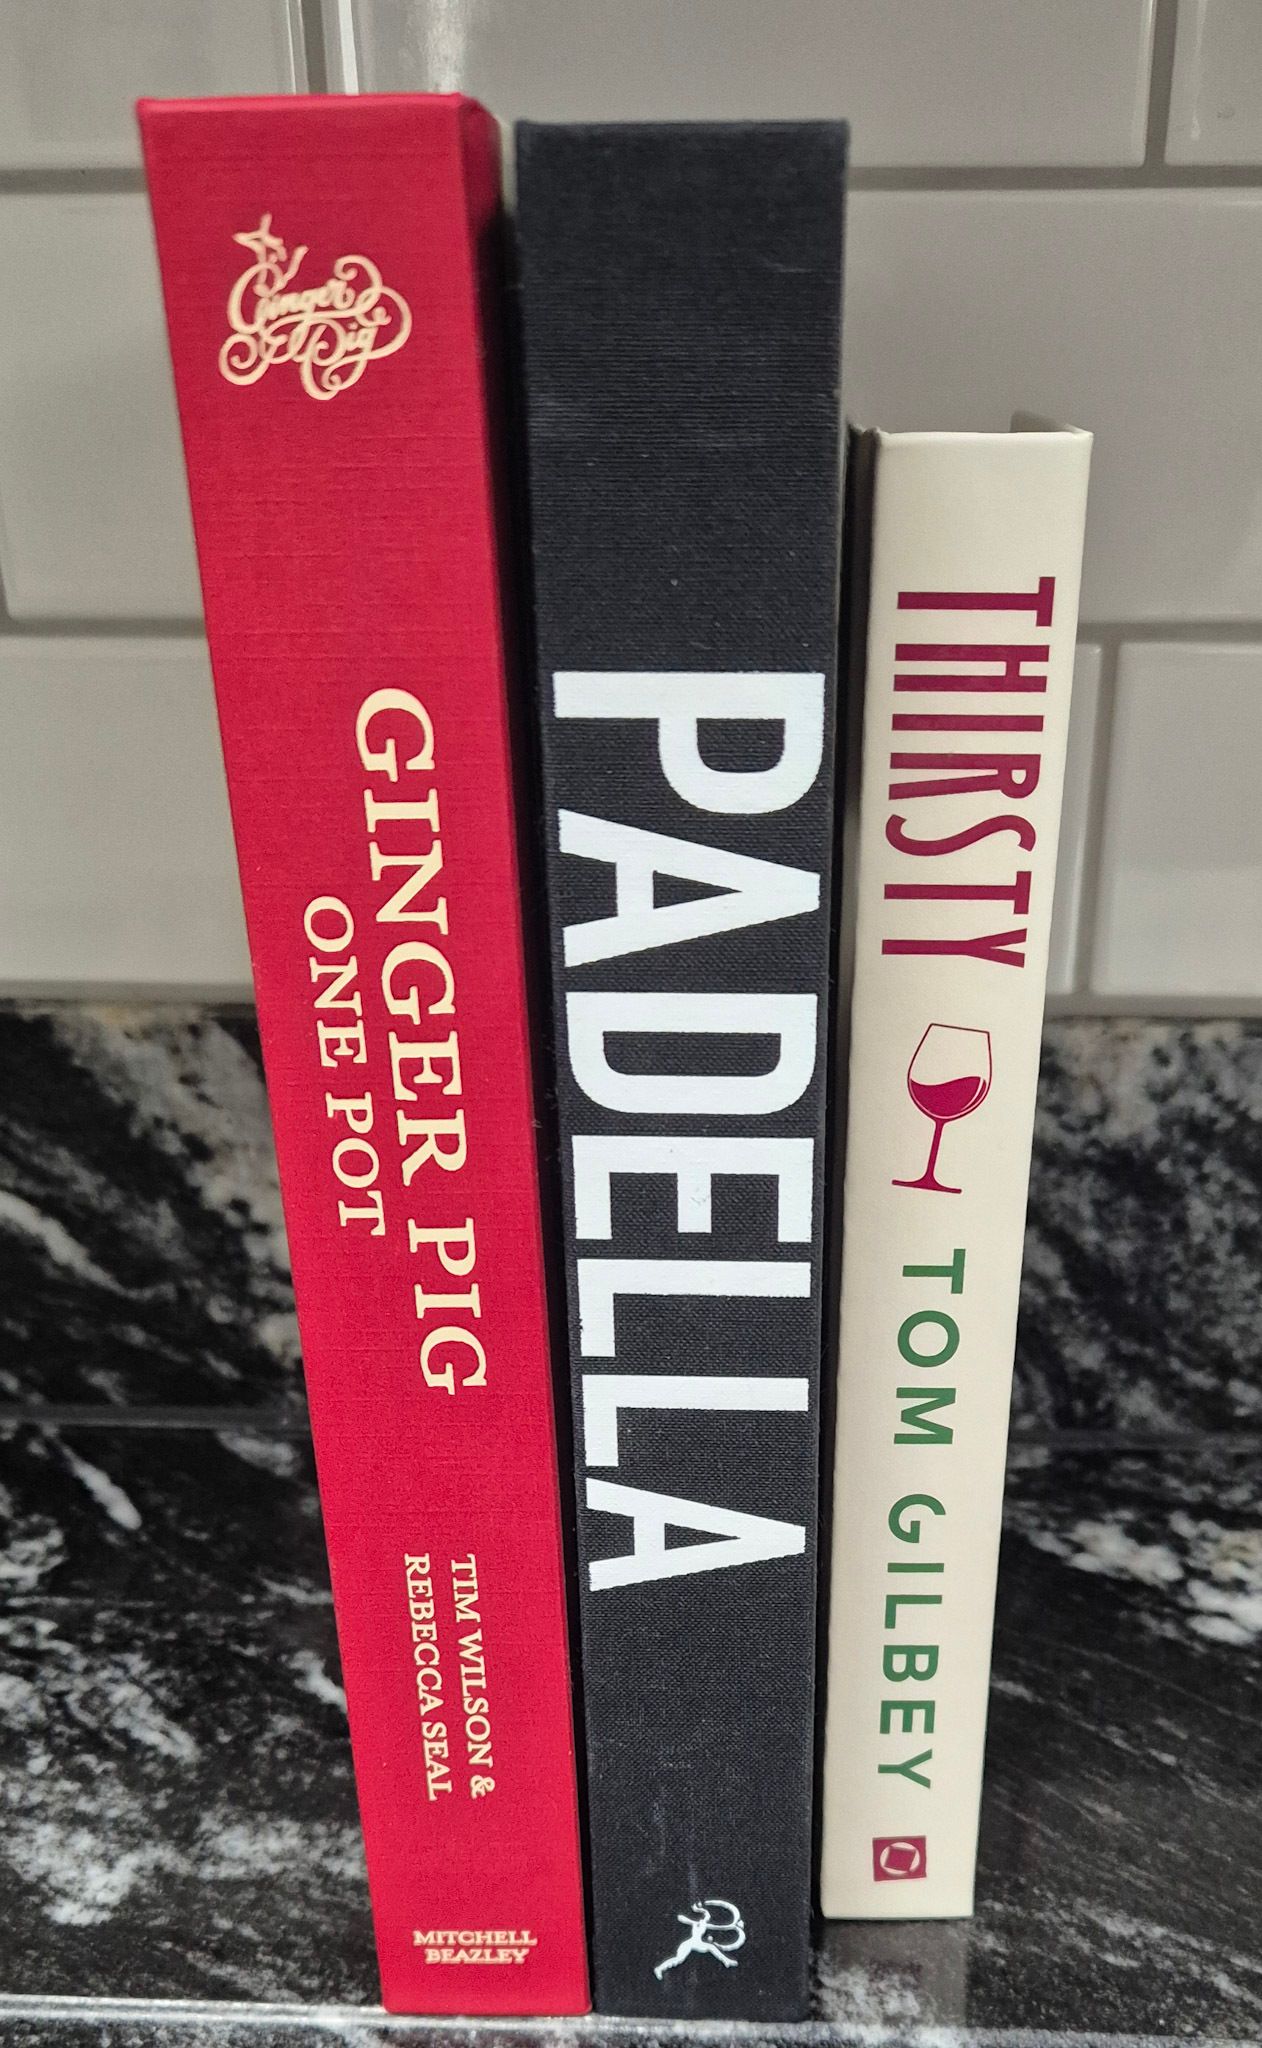 Ginger
Pig
GINGER PIG
ONE POT
TIM WILSON &
REBECCA SEAL
MITCHELL
BEAZLEY
PADELLA
THIRSTY
TOM GILBEY